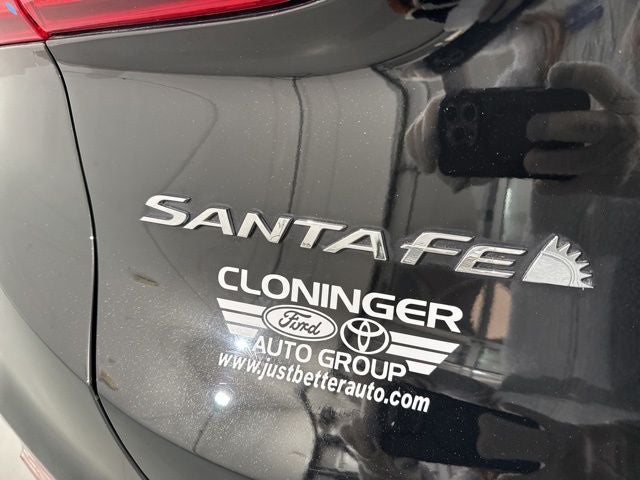 SANTA FE
CLONINGER
Ford
AUTO GROUP
www.justbetterauto.com